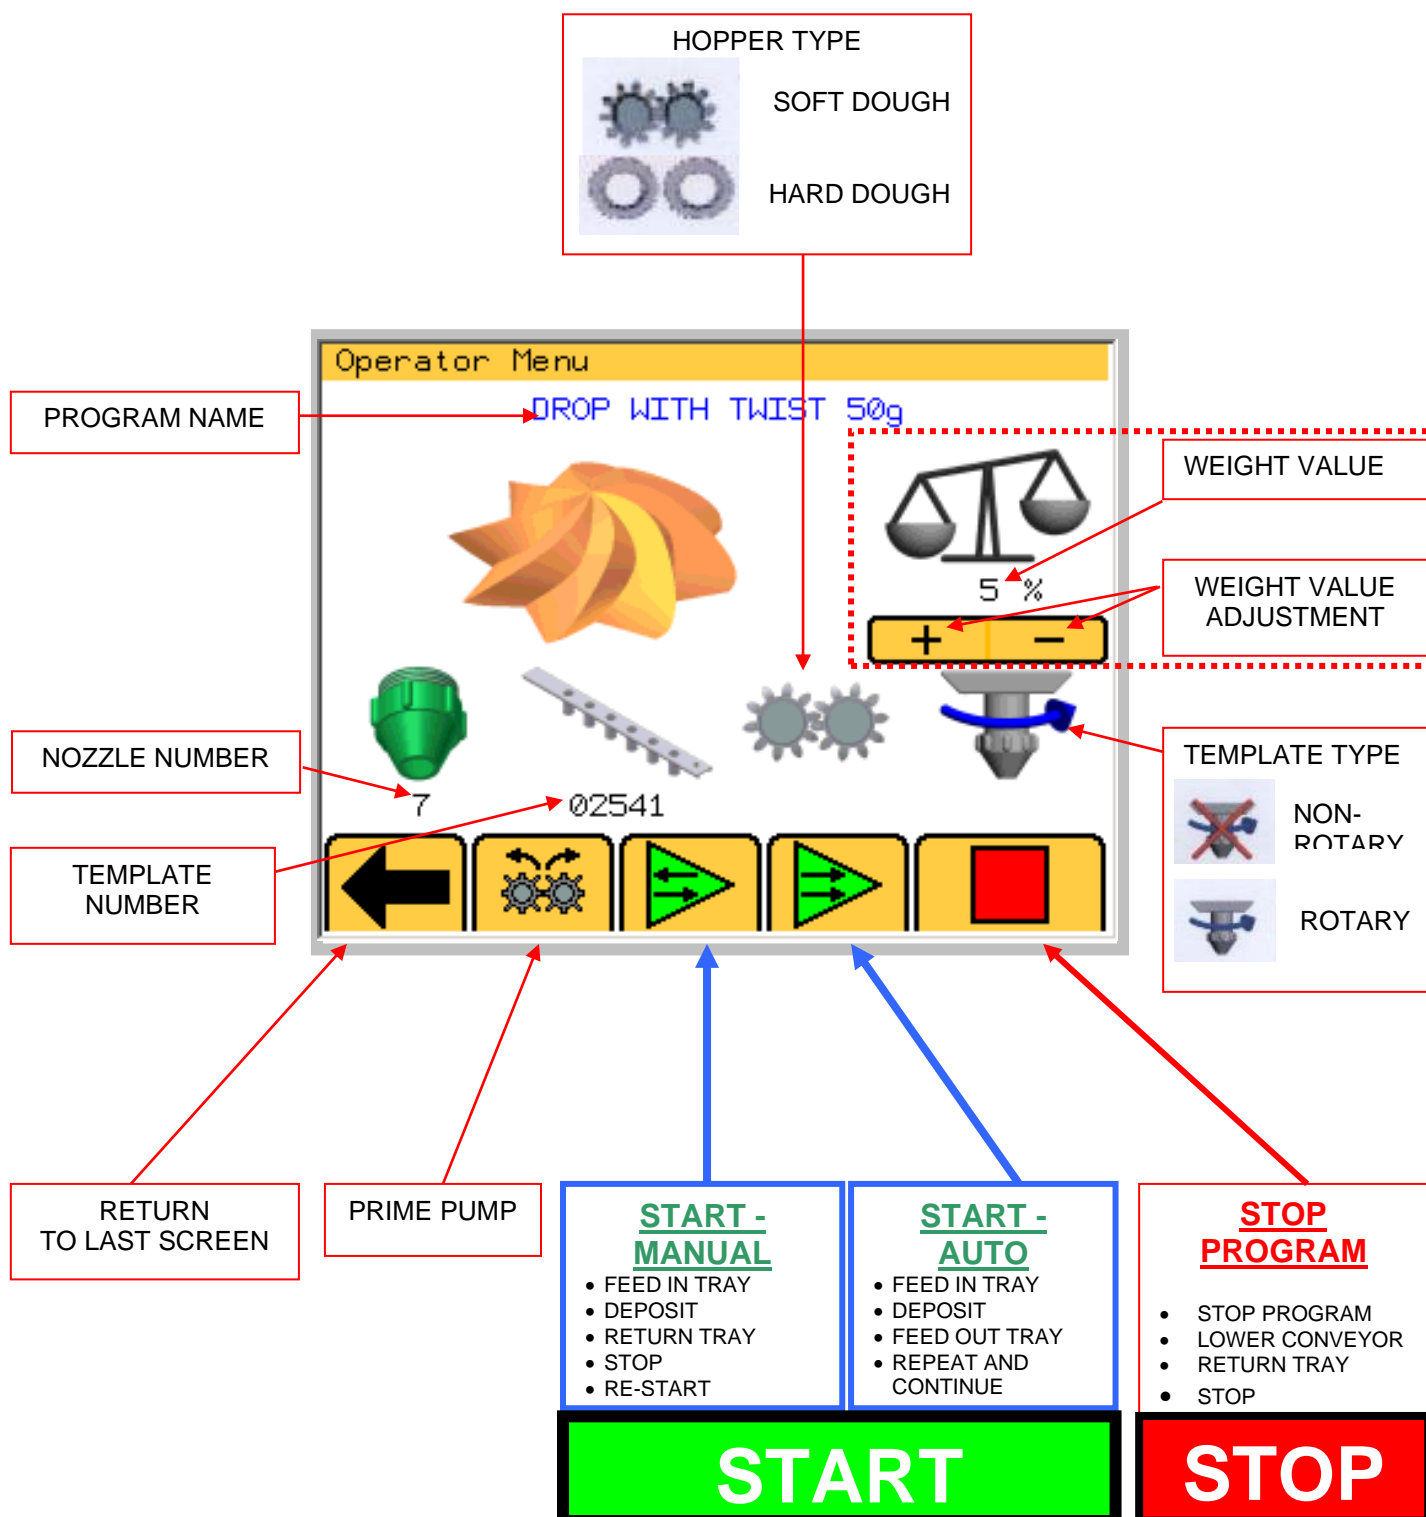 HOPPER TYPE
SOFT DOUGH
HARD DOUGH
Operator Menu
DROP WITH TWIST 50g
PROGRAM NAME
WEIGHT VALUE
5 %
WEIGHT VALUE
ADJUSTMENT
+ −
NOZZLE NUMBER
7
02541
TEMPLATE
NUMBER
TEMPLATE TYPE
NON-
ROTARY
ROTARY
RETURN
TO LAST SCREEN
PRIME PUMP
START -
MANUAL
• FEED IN TRAY
• DEPOSIT
• RETURN TRAY
• STOP
• RE-START
START -
AUTO
• FEED IN TRAY
• DEPOSIT
• FEED OUT TRAY
• REPEAT AND
CONTINUE
STOP
PROGRAM
• STOP PROGRAM
• LOWER CONVEYOR
• RETURN TRAY
• STOP
START
STOP